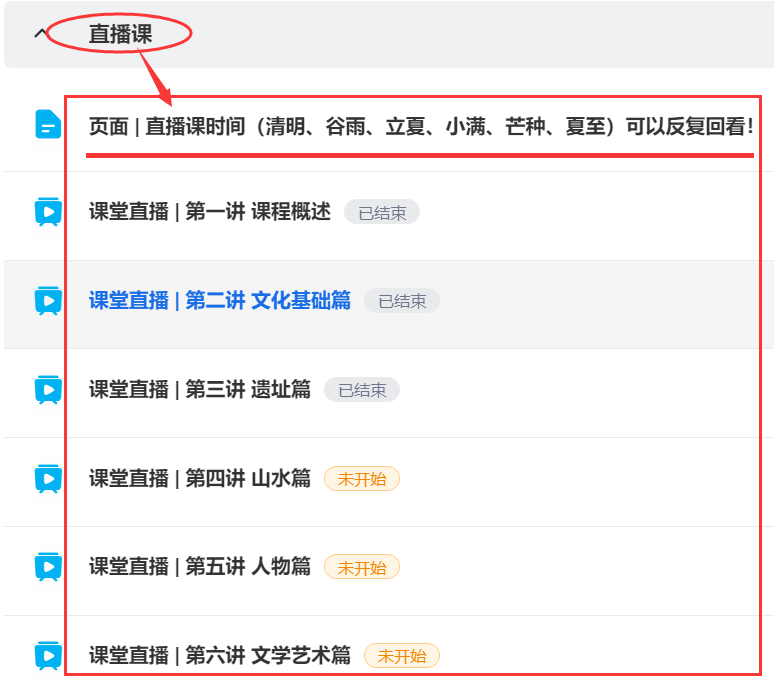 直播课
页面 | 直播课时间（清明、谷雨、立夏、小满、芒种、夏至）可以反复回看！
课堂直播 | 第一讲 课程概述 已结束
课堂直播 | 第二讲 文化基础篇 已结束
课堂直播 | 第三讲 遗址篇 已结束
课堂直播 | 第四讲 山水篇 未开始
课堂直播 | 第五讲 人物篇 未开始
课堂直播 | 第六讲 文学艺术篇 未开始